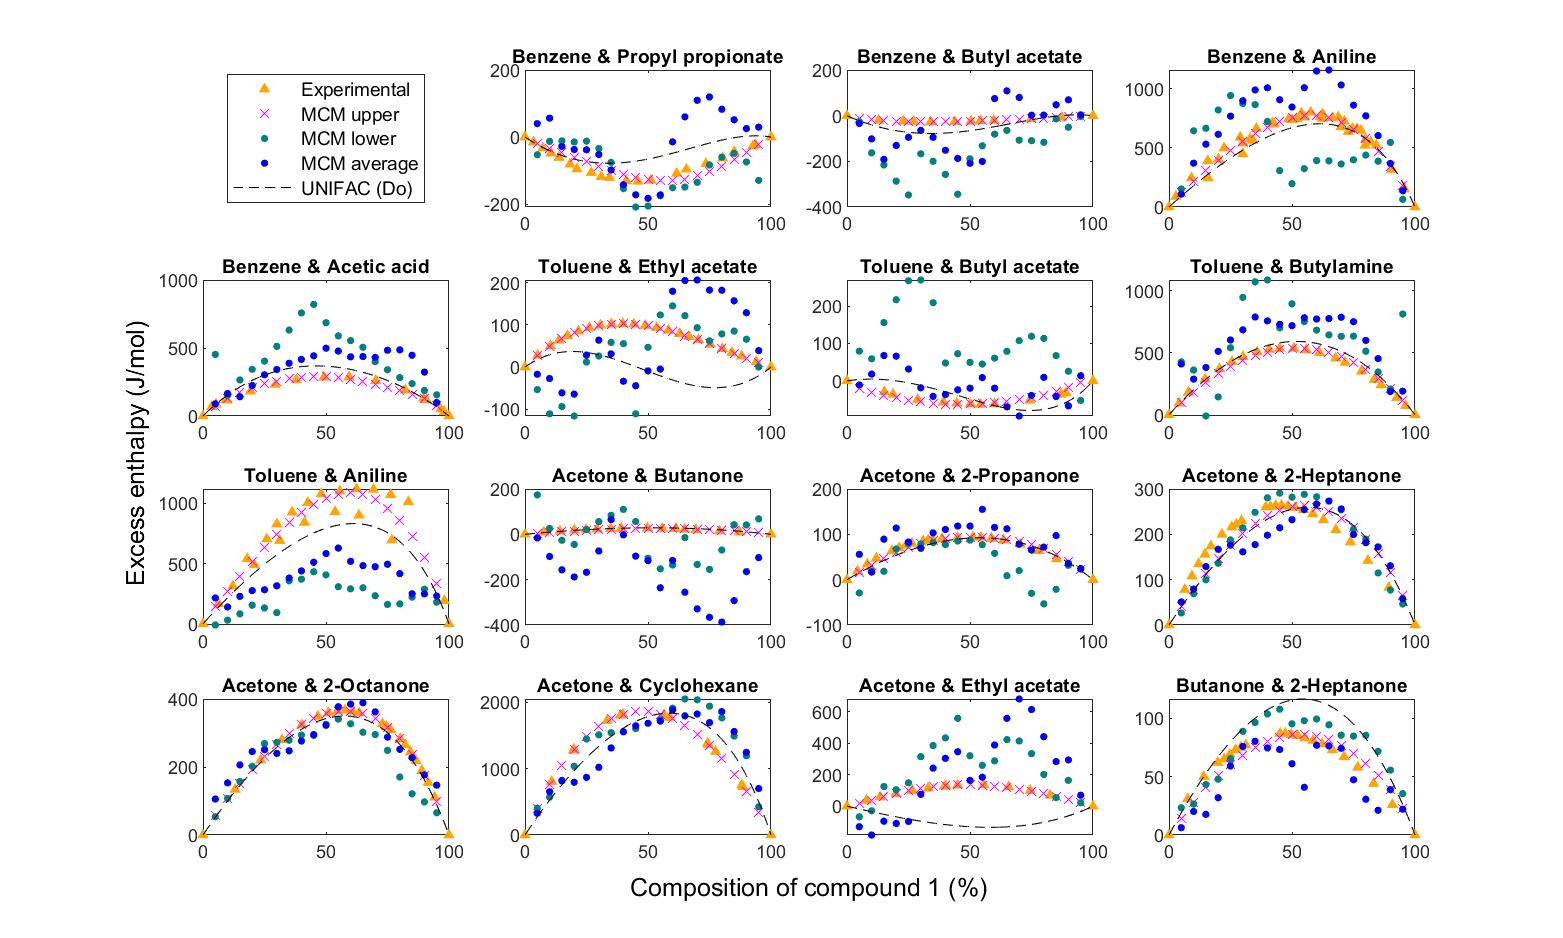 Experimental
MCM upper
MCM lower
MCM average
UNIFAC (Do)
Benzene & Propyl propionate
200
0
-200
0 50 100
Benzene & Butyl acetate
200
0
-200
-400
0 50 100
Benzene & Aniline
1000
500
0
0 50 100
Benzene & Acetic acid
1000
500
0
0 50 100
Toluene & Ethyl acetate
200
100
0
-100
0 50 100
Toluene & Butyl acetate
200
100
0
0 50 100
Toluene & Butylamine
1000
500
0
0 50 100
Toluene & Aniline
1000
500
0
0 50 100
Acetone & Butanone
200
0
-200
-400
0 50 100
Acetone & 2-Propanone
200
100
0
-100
0 50 100
Acetone & 2-Heptanone
300
200
100
0
0 50 100
Acetone & 2-Octanone
400
200
0
0 50 100
Acetone & Cyclohexane
2000
1000
0
0 50 100
Acetone & Ethyl acetate
600
400
200
0
0 50 100
Butanone & 2-Heptanone
100
50
0
0 50 100
Excess enthalpy (J/mol)
Composition of compound 1 (%)